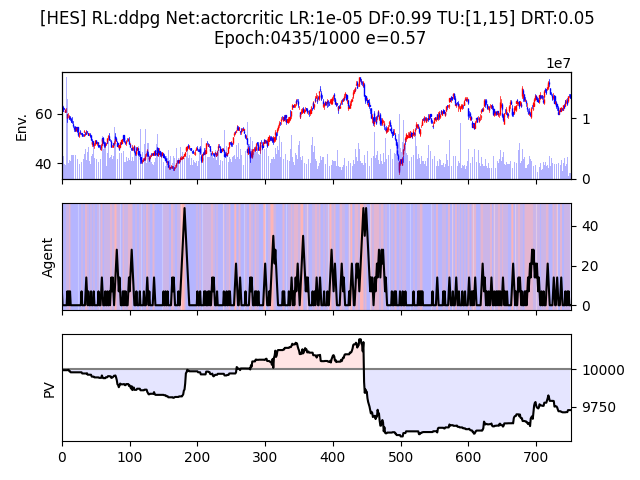 [HES] RL:ddpg Net:actorcritic LR:1e-05 DF:0.99 TU:[1,15] DRT:0.05
Epoch:0435/1000 e=0.57
1e7
Env.
60
40
1
0
Agent
40
20
0
PV
10000
9750
0 100 200 300 400 500 600 700